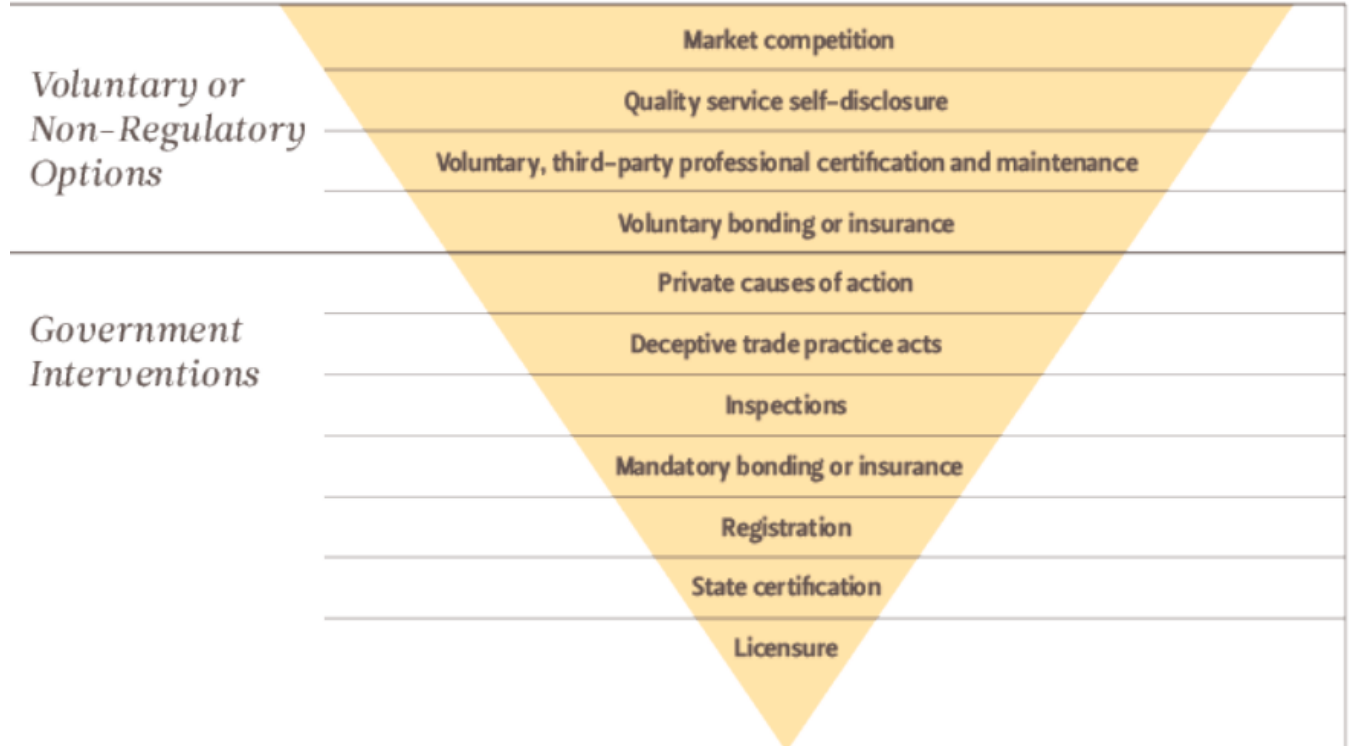 Voluntary or
Non-Regulatory
Options
Market competition
Quality service self-disclosure
Voluntary, third-party professional certification and maintenance
Voluntary bonding or insurance
Government
Interventions
Private causes of action
Deceptive trade practice acts
Inspections
Mandatory bonding or insurance
Registration
State certification
Licensure